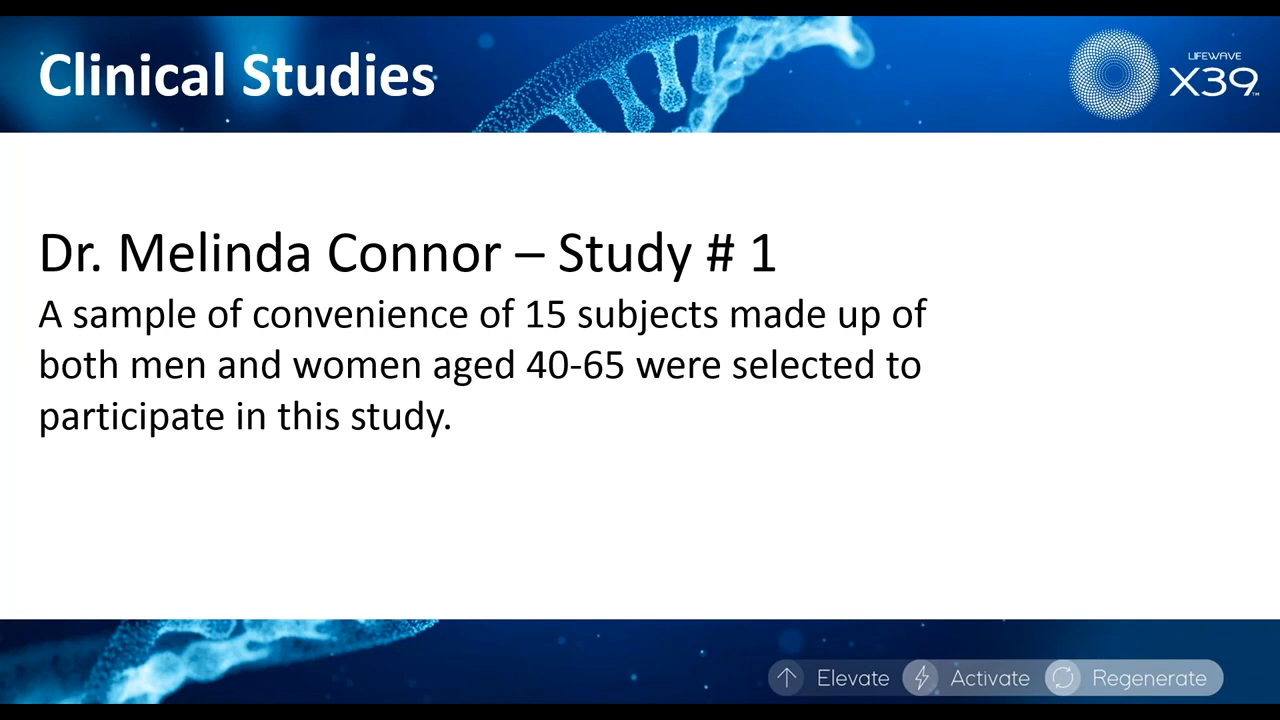 Clinical Studies
LIFEWAVE
X39™
Dr. Melinda Connor – Study # 1
A sample of convenience of 15 subjects made up of
both men and women aged 40-65 were selected to
participate in this study.
Elevate Activate Regenerate